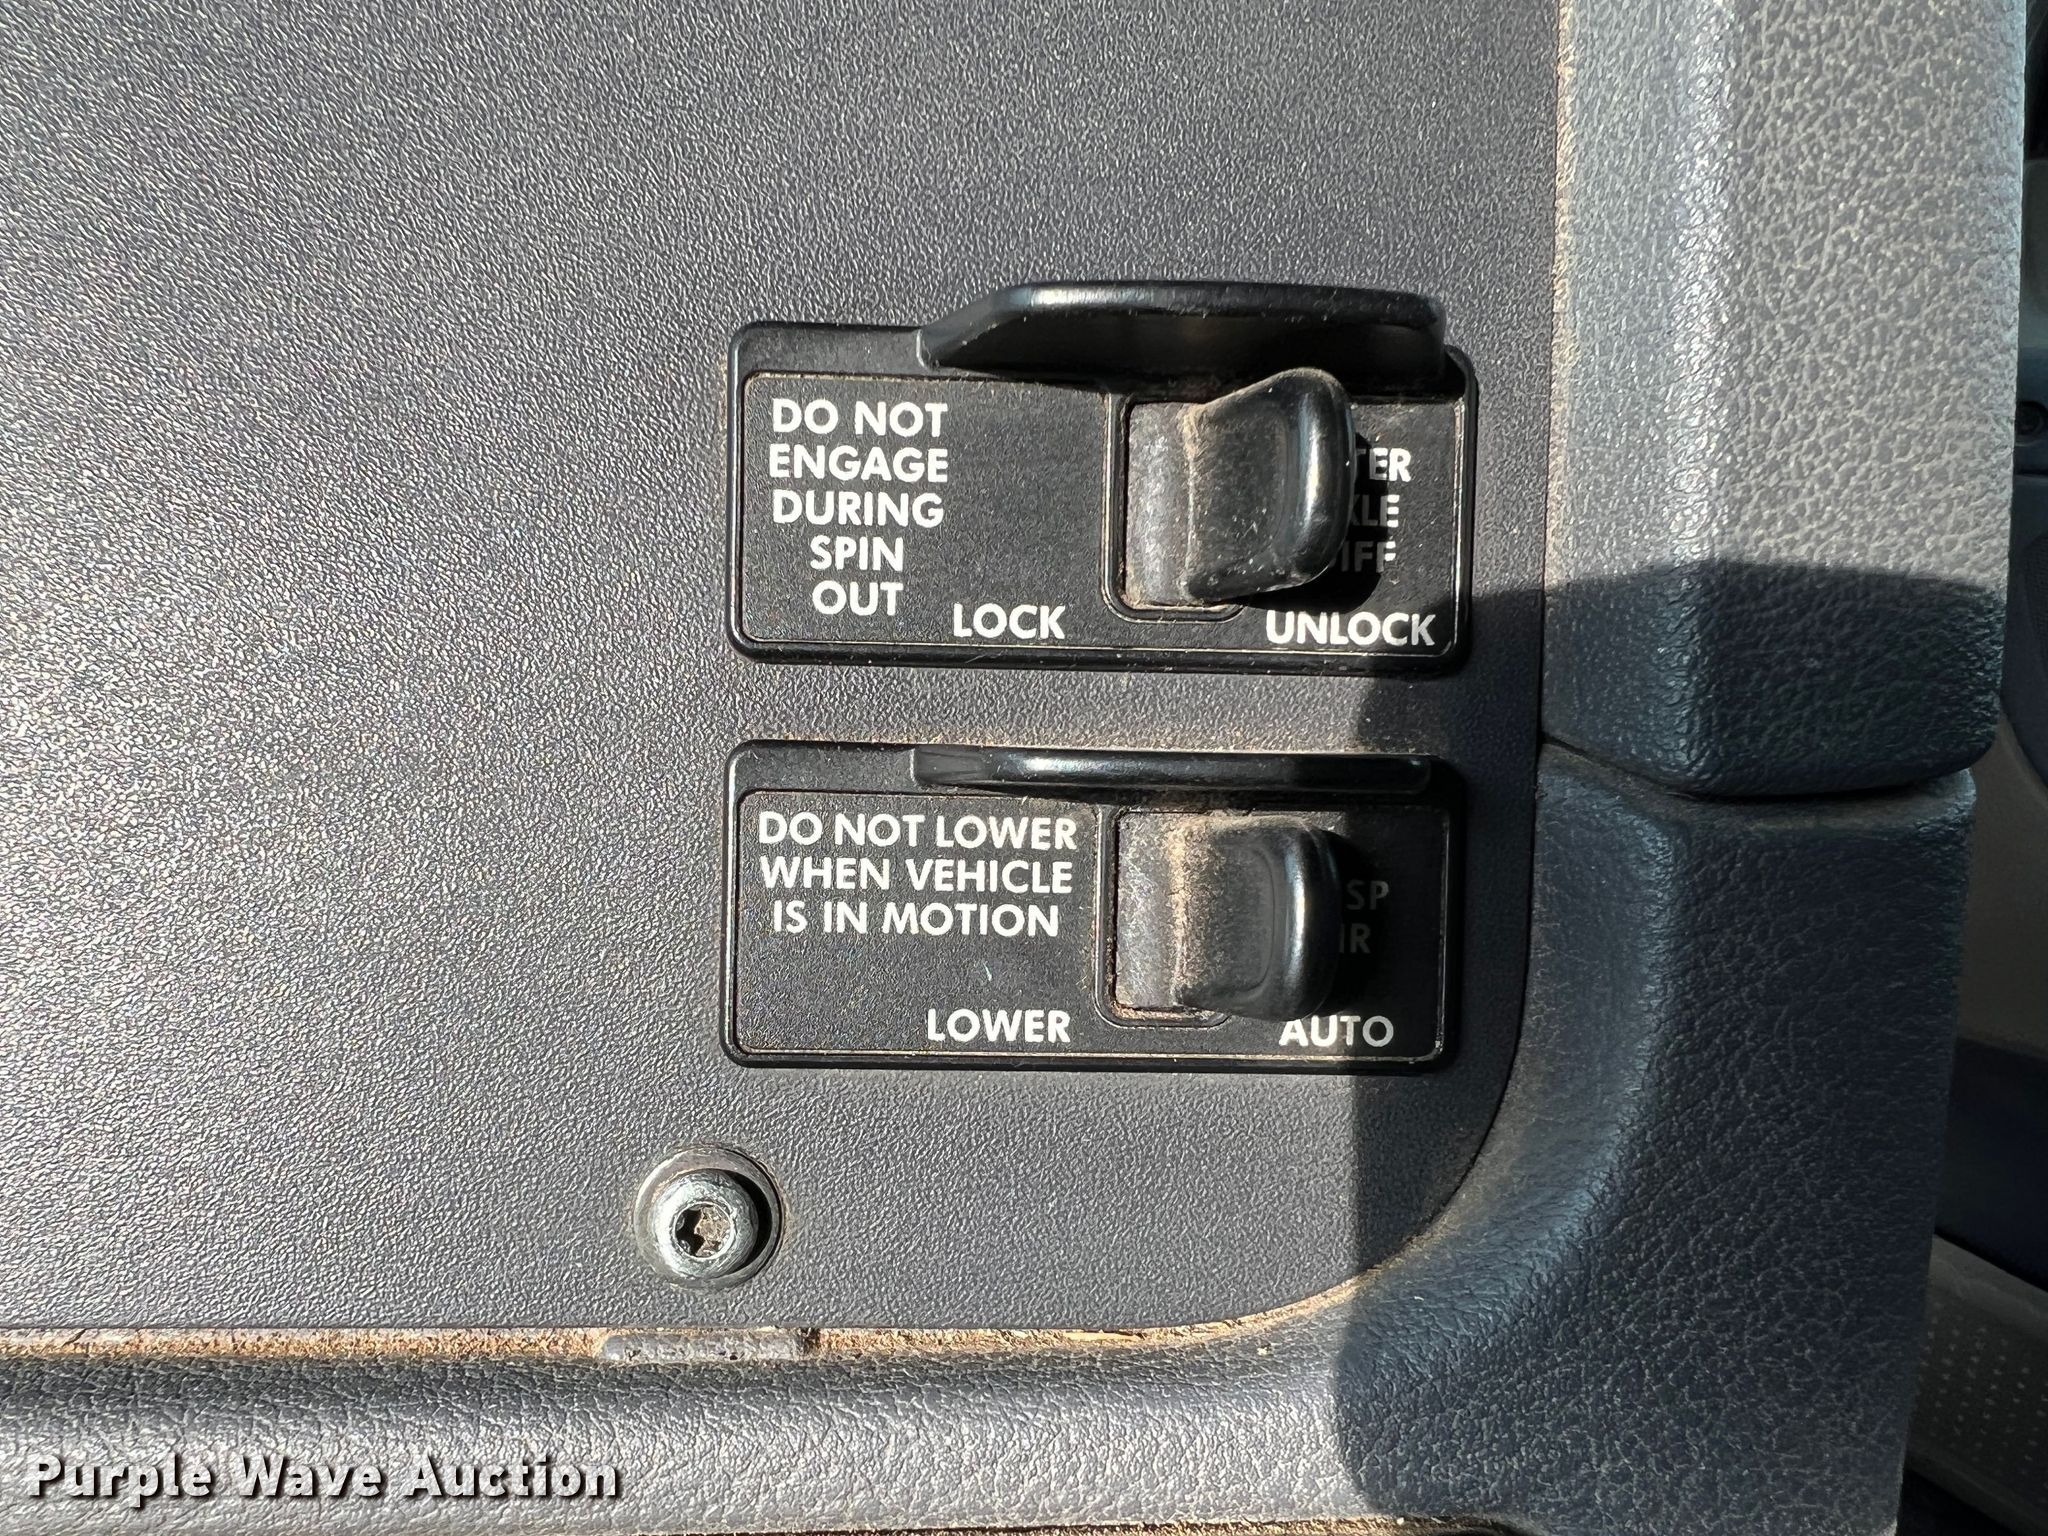 DO NOT
ENGAGE
DURING
SPIN
OUT
LOCK
DIFF
UNLOCK
DO NOT LOWER
WHEN VEHICLE
IS IN MOTION
LOWER
AUTO
Purple Wave Auction